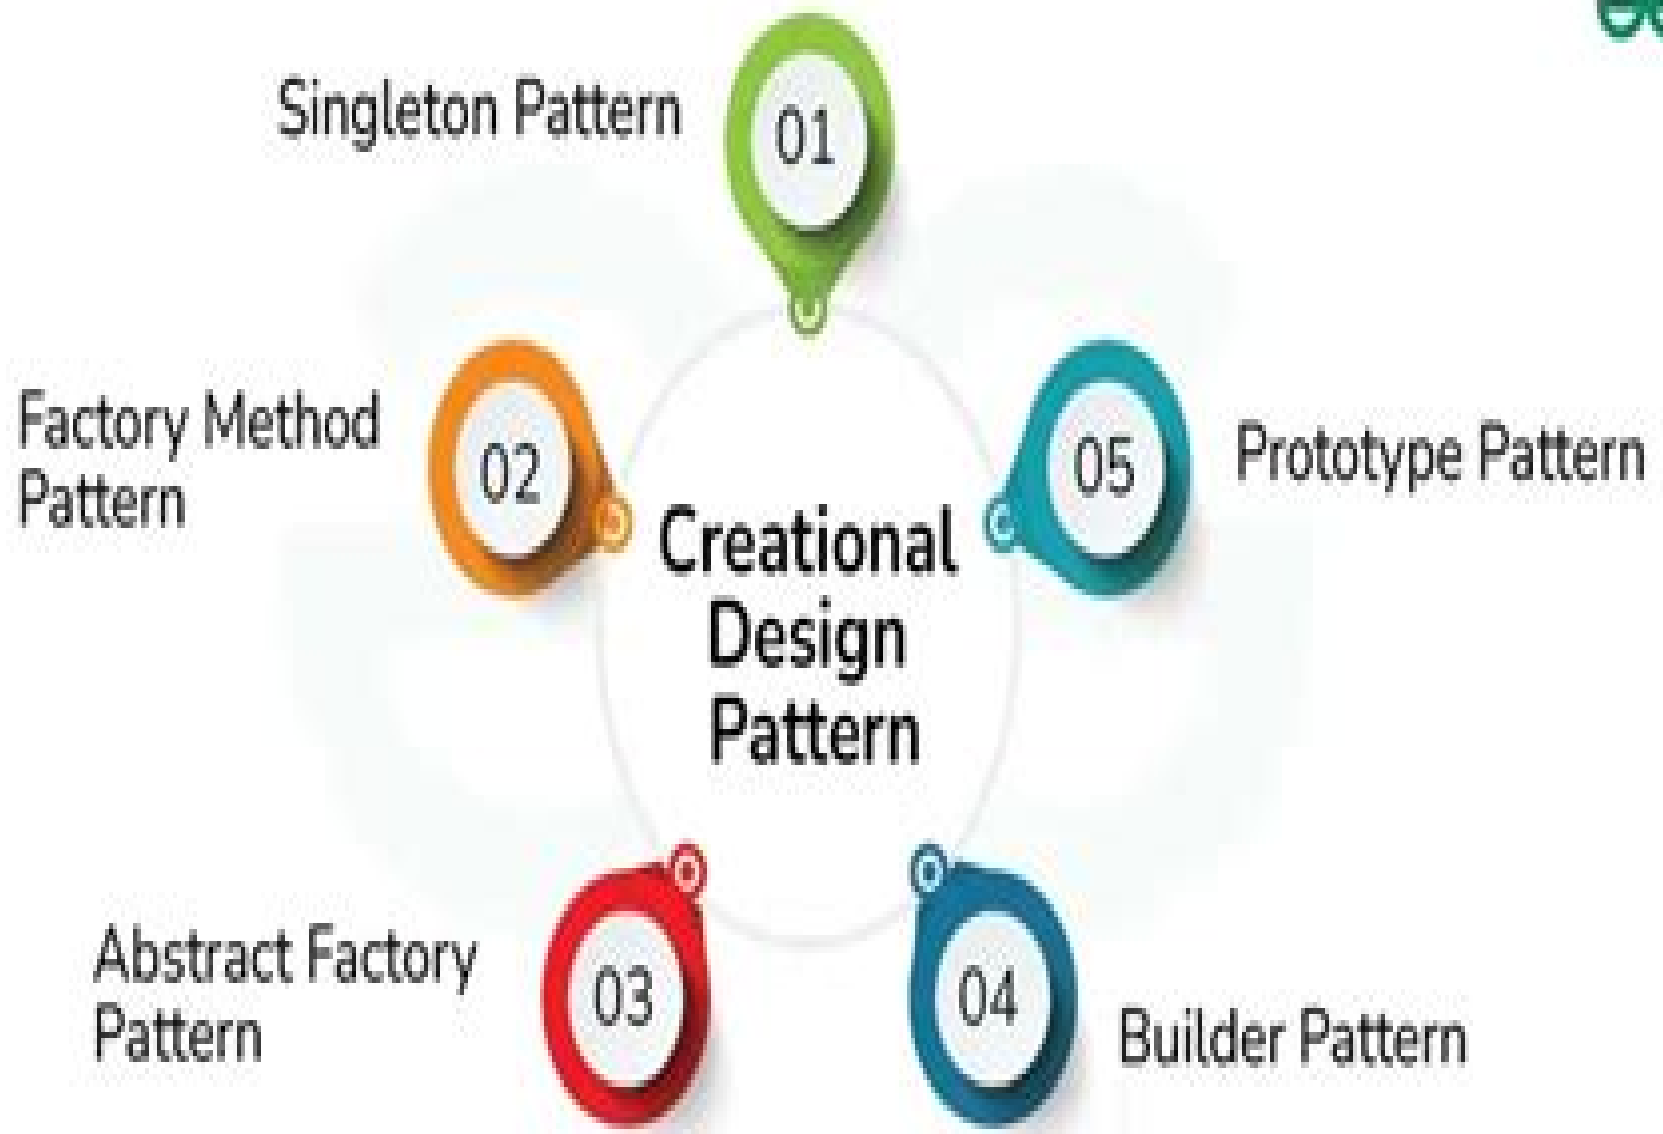 Singleton Pattern
01
Factory Method
Pattern
02
05
Prototype Pattern
Creational
Design
Pattern
Abstract Factory
Pattern
03
04
Builder Pattern